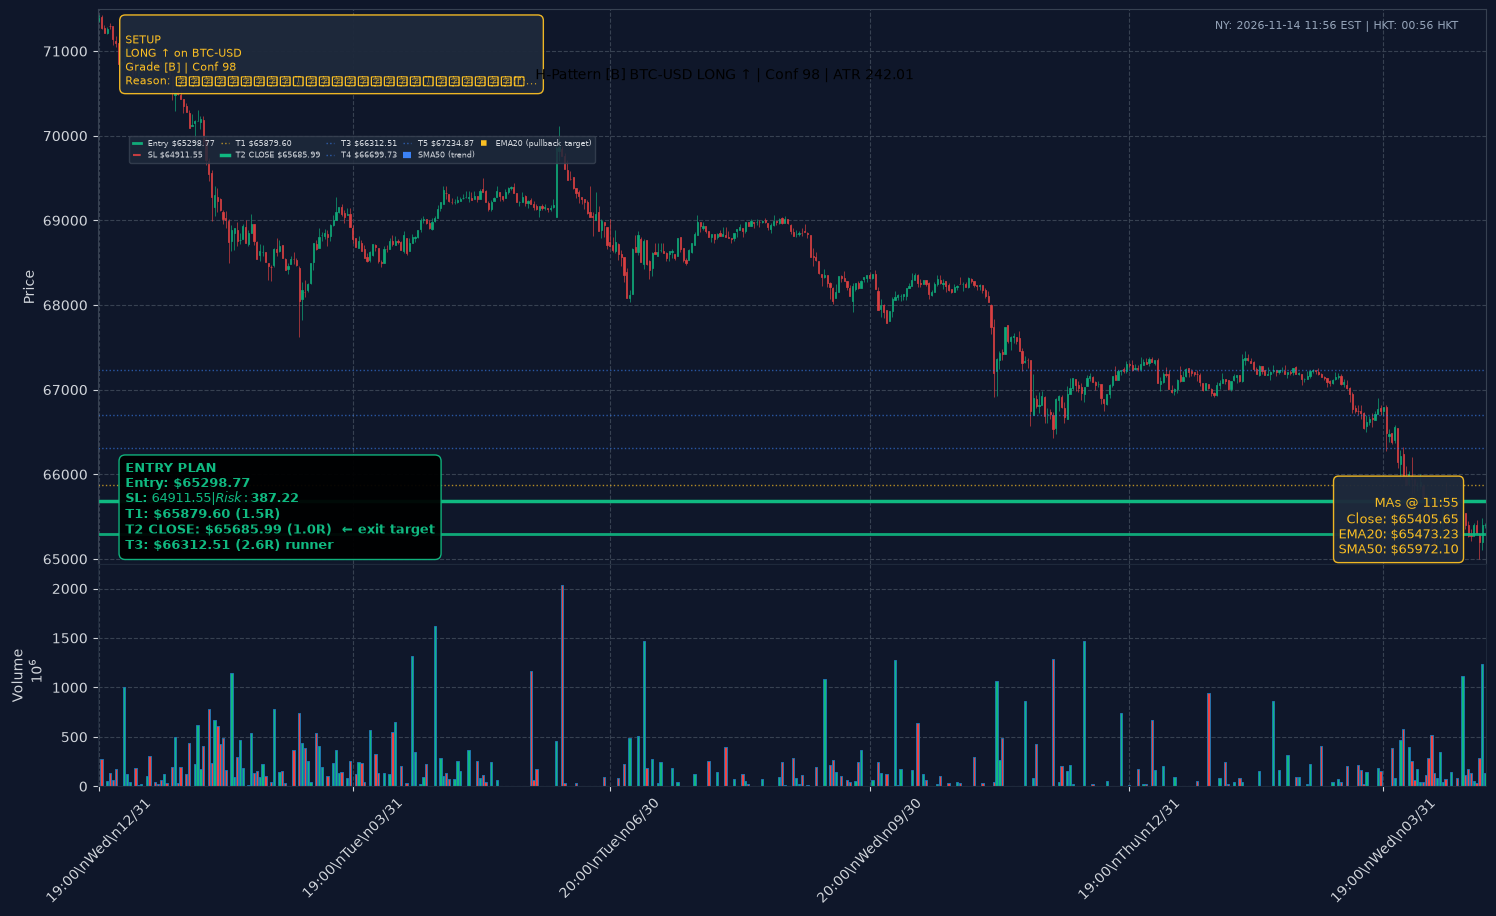 NY: 2026-11-14 11:56 EST | HKT: 00:56 HKT
SETUP
LONG ↑ on BTC-USD
Grade [B] | Conf 98
Reason:
H-Pattern [B] BTC-USD LONG ↑ | Conf 98 | ATR 242.01
Entry $65298.77
SL $64911.55
T1 $65879.60
T2 CLOSE $65685.99
T3 $66312.51
T4 $66699.73
T5 $67234.87
SMA50 (trend)
EMA20 (pullback target)
Price
71000
70000
69000
68000
67000
66000
65000
ENTRY PLAN
Entry: $65298.77
SL: 64911.55|Risk:387.22
T1: $65879.60 (1.5R)
T2 CLOSE: $65685.99 (1.0R) ← exit target
T3: $66312.51 (2.6R) runner
MAs @ 11:55
Close: $65405.65
EMA20: $65473.23
SMA50: $65972.10
Volume
10⁶
2000
1500
1000
500
0
19:00\nWed\n12/31
19:00\nTue\n03/31
20:00\nTue\n06/30
20:00\nWed\n09/30
19:00\nThu\n12/31
19:00\nWed\n03/31